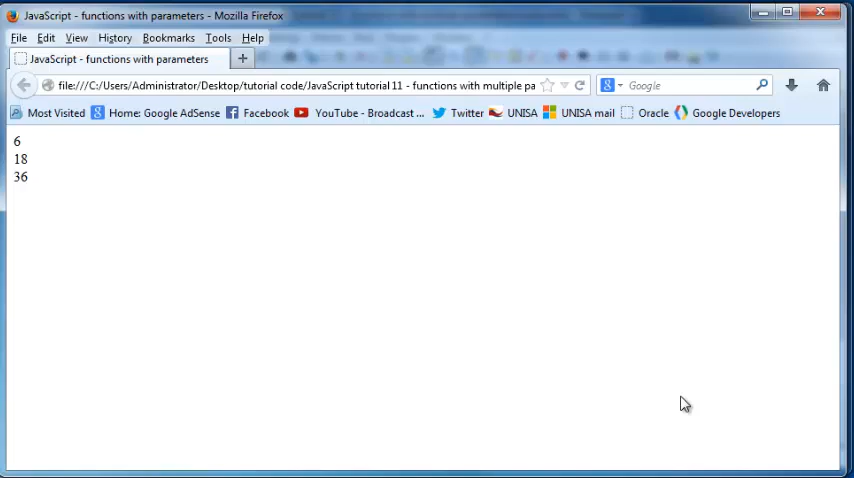 JavaScript - functions with parameters - Mozilla Firefox
File Edit View History Bookmarks Tools Help
JavaScript - functions with parameters +
file:///C:/Users/Administrator/Desktop/tutorial code/JavaScript tutorial 11 - functions with multiple pa Google
Most Visited Home: Google AdSense Facebook YouTube - Broadcast ... Twitter UNISA UNISA mail Oracle Google Developers
6
18
36